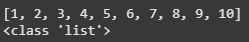 [1, 2, 3, 4, 5, 6, 7, 8, 9, 10]
<class 'list'>